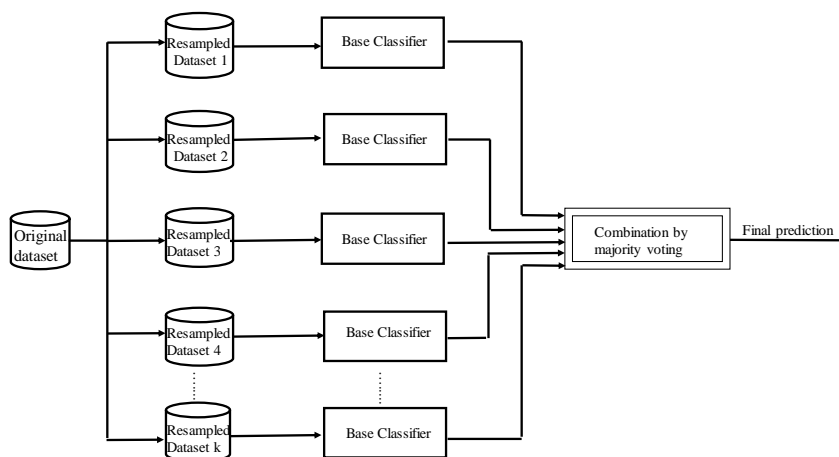 Resampled
Dataset 1
Base Classifier
Resampled
Dataset 2
Base Classifier
Original
dataset
Resampled
Dataset 3
Base Classifier
Combination by
majority voting
Final prediction
Resampled
Dataset 4
Base Classifier
Resampled
Dataset k
Base Classifier